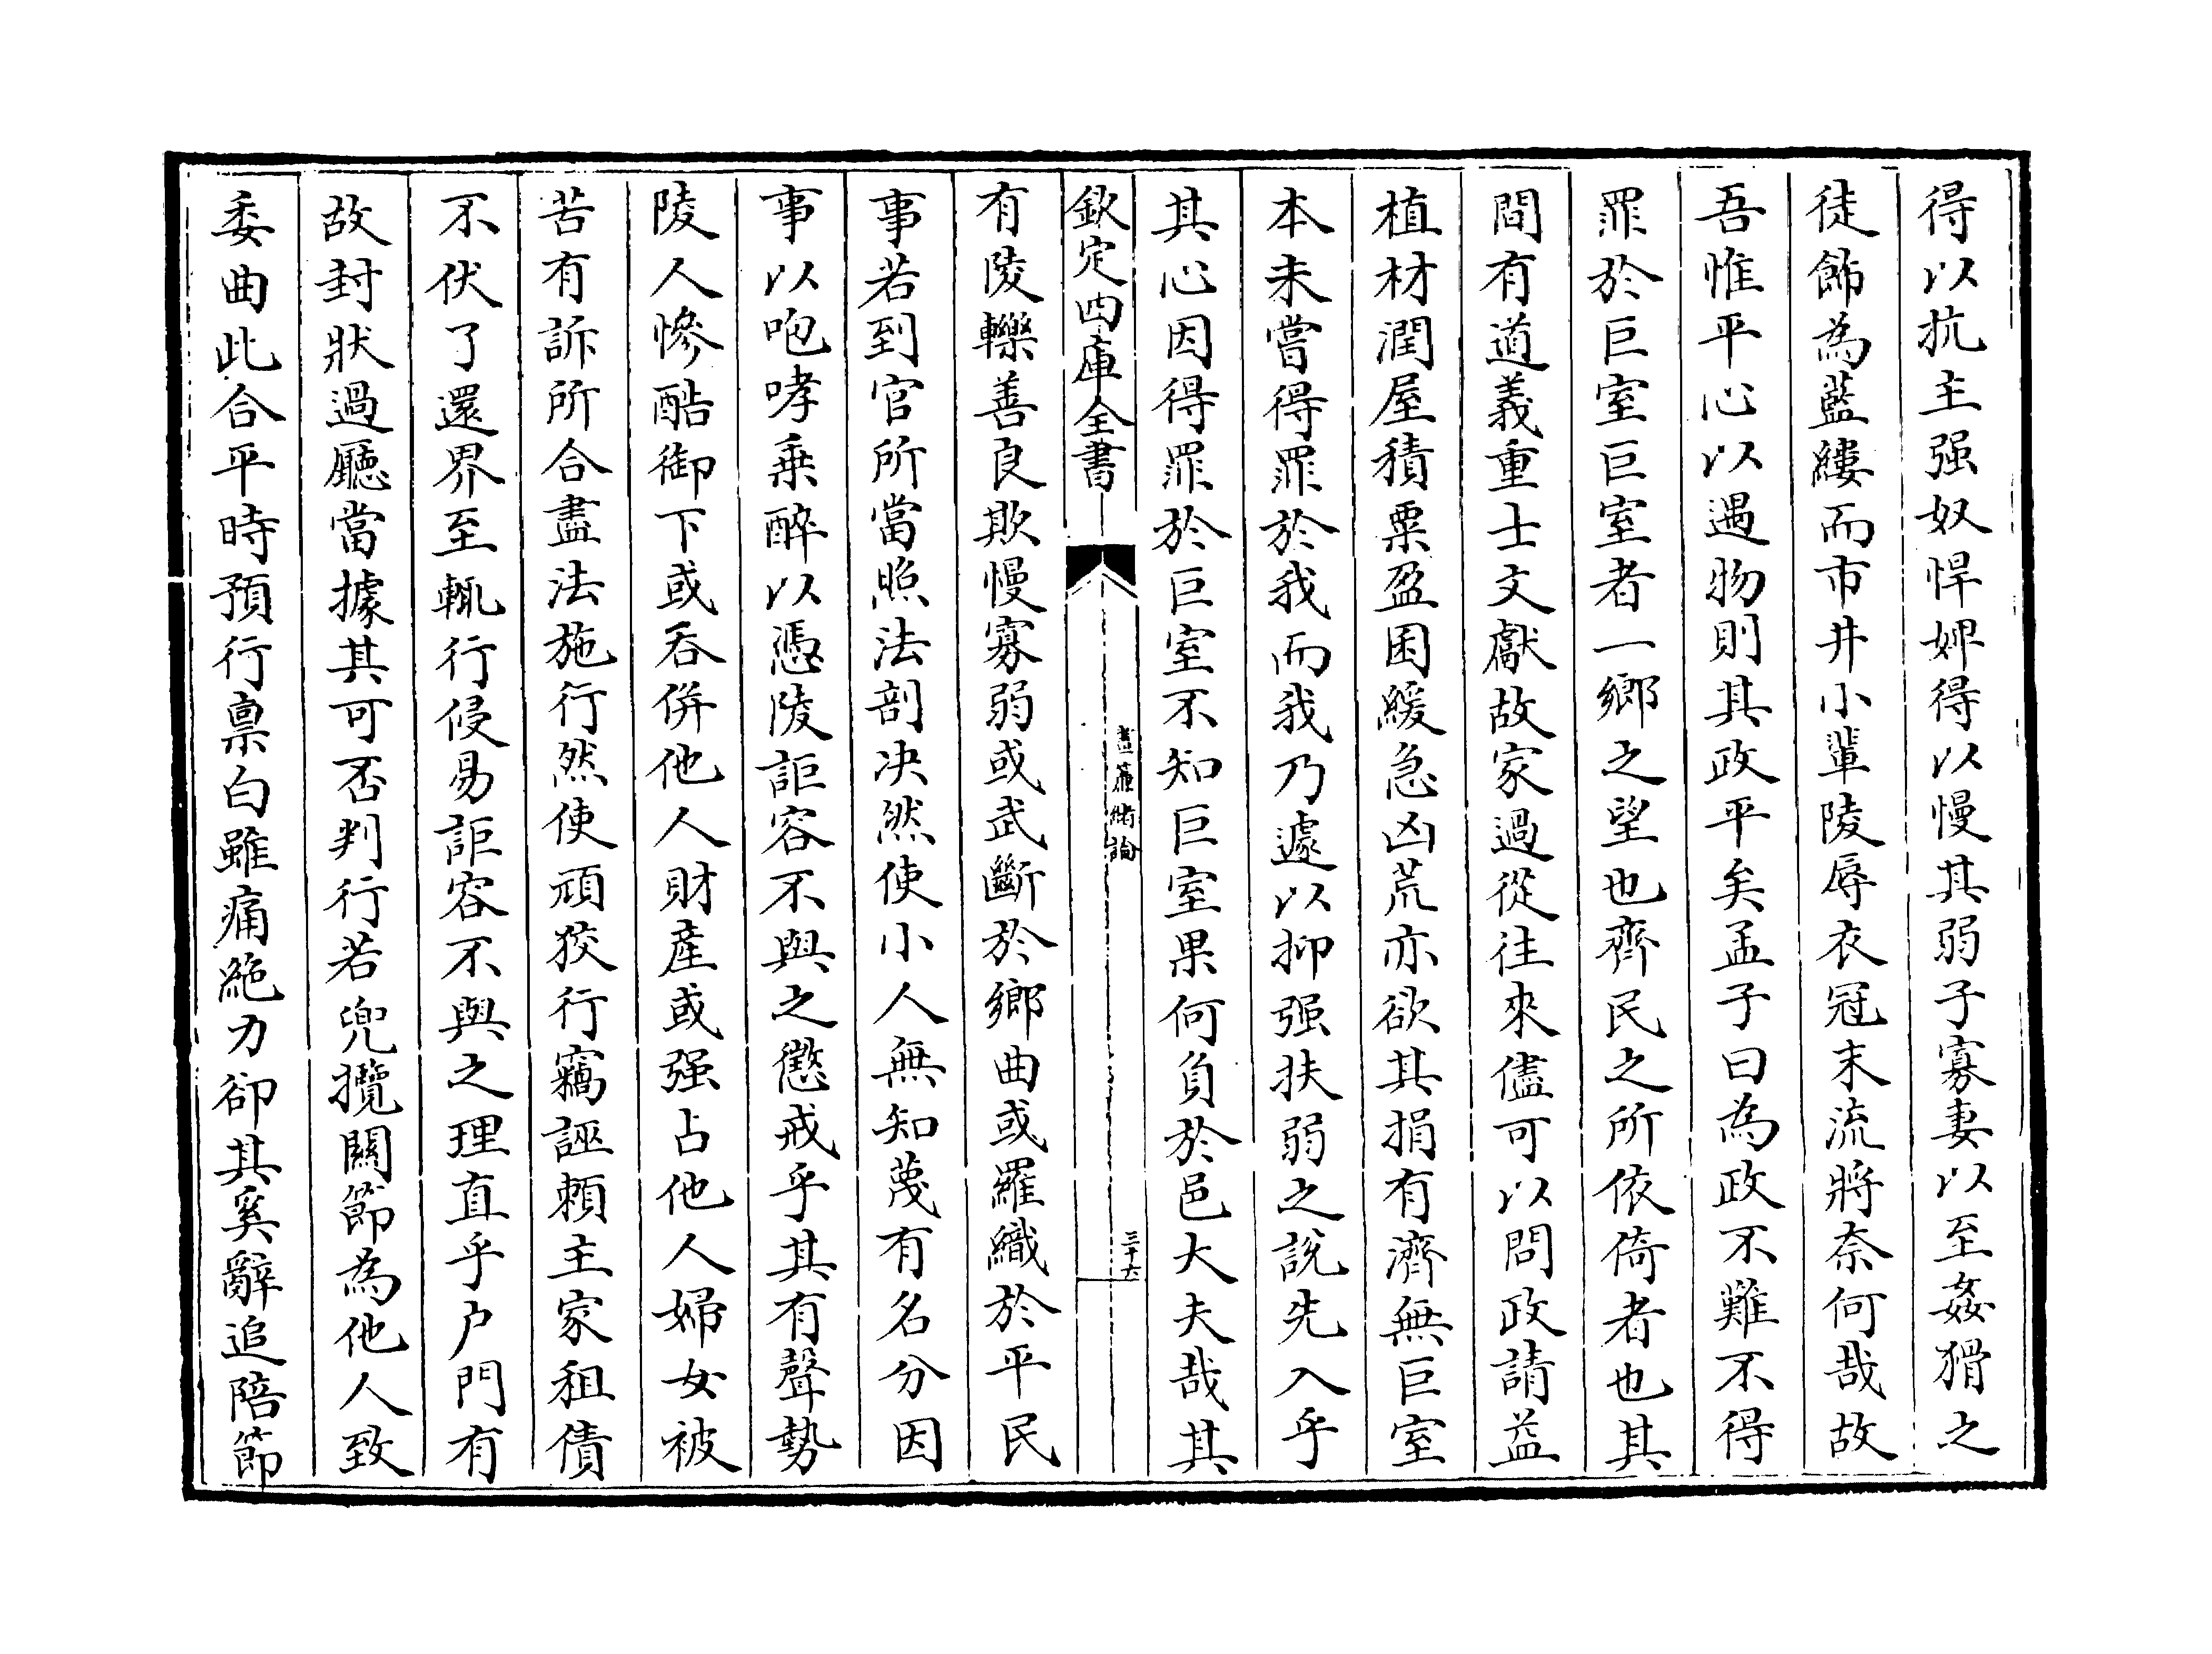 得以抗主强奴悍婢得以慢其弱子寡妻以至姦猾之
徒飾為藍縷而市井小輩陵辱衣冠末流將奈何哉故
吾惟平心以遇物則其政平矣孟子曰為政不難不得
罪於巨室巨室者一鄉之望也齊民之所依倚者也其
間有道義重士文獻故家過從往來儘可以問政請益
植材潤屋積粟盈囷緩急凶荒亦欲其捐有濟無巨室
本未嘗得罪於我而我乃遽以抑强扶弱之說先入乎
其心因得罪於巨室不知巨室果何負於邑大夫哉其
欽定四庫全書
晝簾緒論
三十六
有陵轢善良欺慢寡弱或武斷於鄉曲或羅織於平民
事若到官所當照法剖决然使小人無知蔑有名分因
事以咆哮乗醉以憑陵詎容不與之懲戒乎其有聲勢
陵人慘酷御下或吞併他人財產或强占他人婦女被
苦有訴所合盡法施行然使頑狡行竊誣賴主家租債
不伏了還界至輒行侵易詎容不與之理直乎户門有
故封狀過廳當據其可否判行若兜攬關節為他人致
委曲此合平時預行禀白雖痛絶力卻其奚辭追陪節